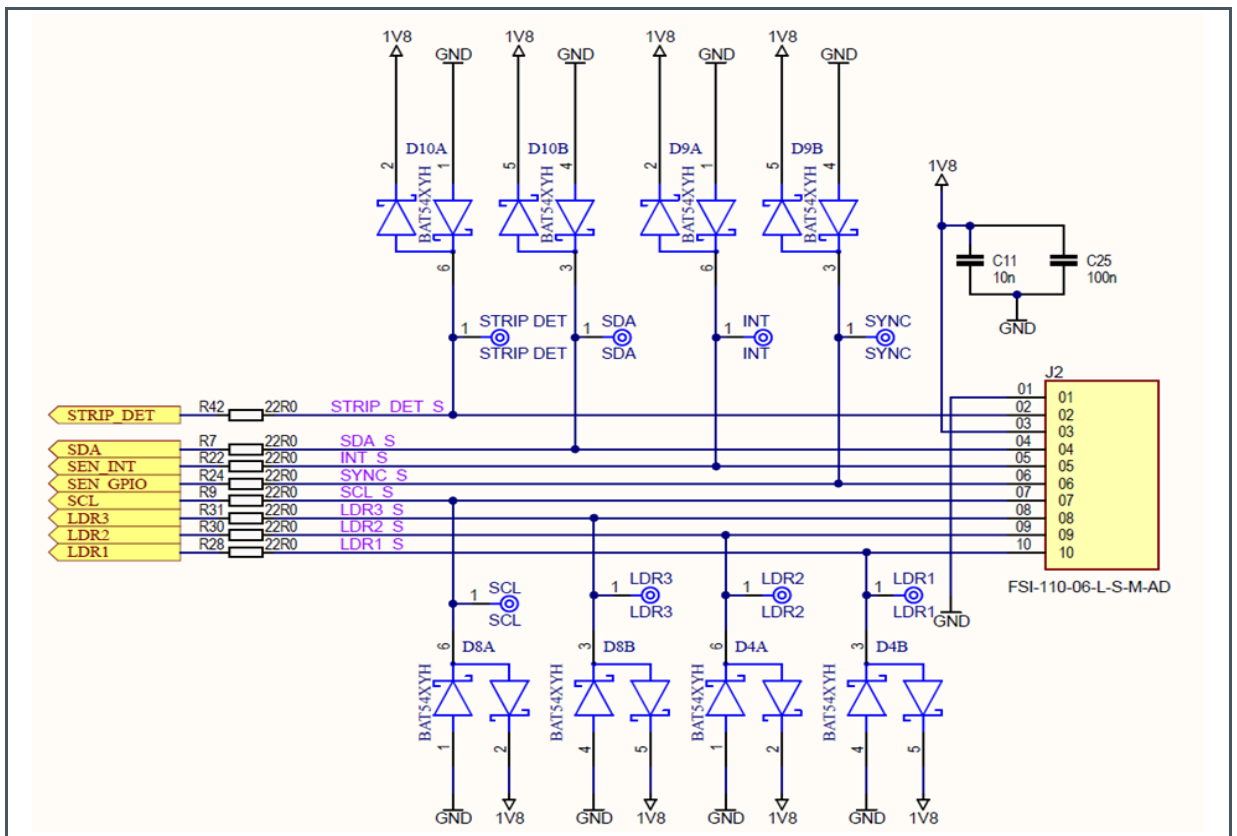 1V8 1V8 1V8 1V8
GND GND GND GND
D10A D10B D9A D9B
2 1 5 4 2 1 5 4
BAT54XYH BAT54XYH BAT54XYH BAT54XYH
6 3 6 3
1V8
C11 C25
10n 100n
GND
1 STRIP DET 1 SDA 1 INT 1 SYNC
STRIP DET SDA INT SYNC
J2
01 01
STRIP_DET R42 22R0 STRIP_DET_S 02 02
03 03
SDA R7 22R0 SDA_S 04 04
SEN_INT R22 22R0 INT_S 05 05
SEN_GPIO R24 22R0 SYNC_S 06 06
SCL R9 22R0 SCL_S 07 07
LDR3 R31 22R0 LDR3_S 08 08
LDR2 R30 22R0 LDR2_S 09 09
LDR1 R28 22R0 LDR1_S 10 10
FSI-110-06-L-S-M-AD
1 SCL 1 LDR3 1 LDR2 1 LDR1
SCL LDR3 LDR2 LDR1 GND
6 D8A 3 D8B 6 D4A 3 D4B
BAT54XYH BAT54XYH BAT54XYH BAT54XYH
1 2 4 5 1 2 4 5
GND 1V8 GND 1V8 GND 1V8 GND 1V8